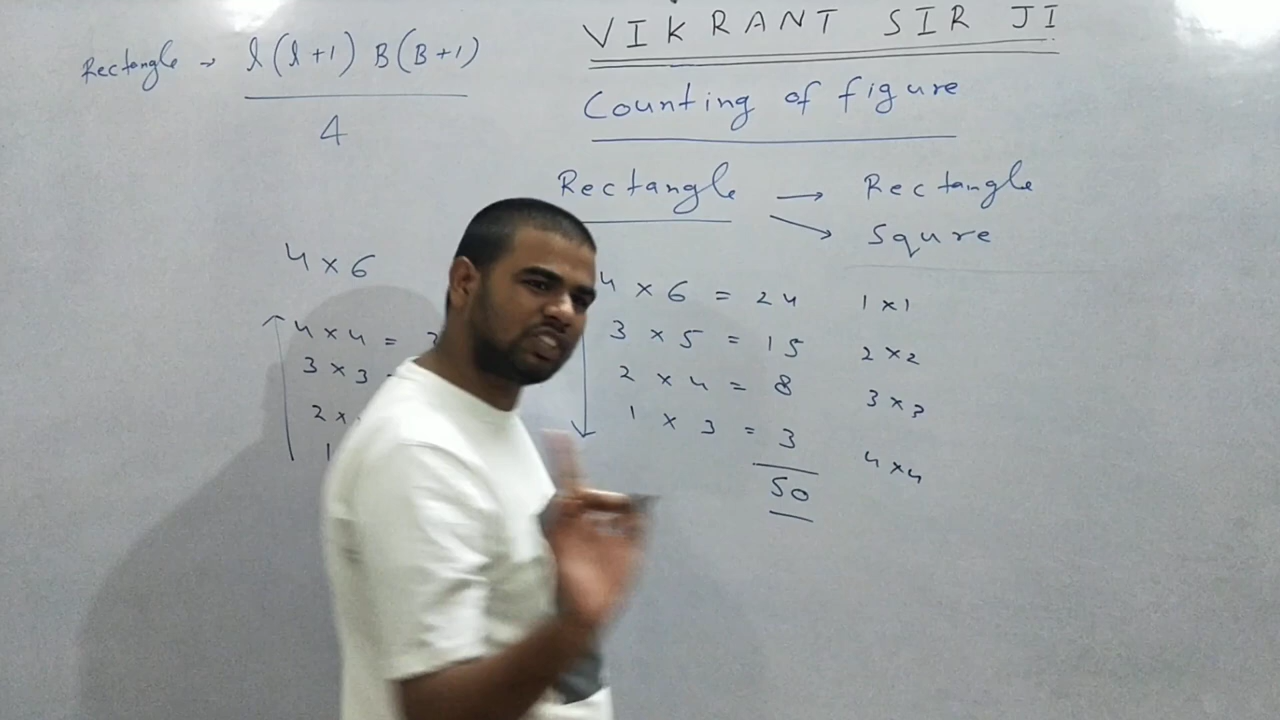 VIKRANT SIR JI
Rectangle → l(l+1) B(B+1)
4
Counting of figure
Rectangle → Rectangle
→ Squre
4 × 6
4 × 4 =
3 × 3
2 ×
1
4 × 6 = 24
3 × 5 = 15
2 × 4 = 8
1 × 3 = 3
50
1 × 1
2 × 2
3 × 3
4 × 4